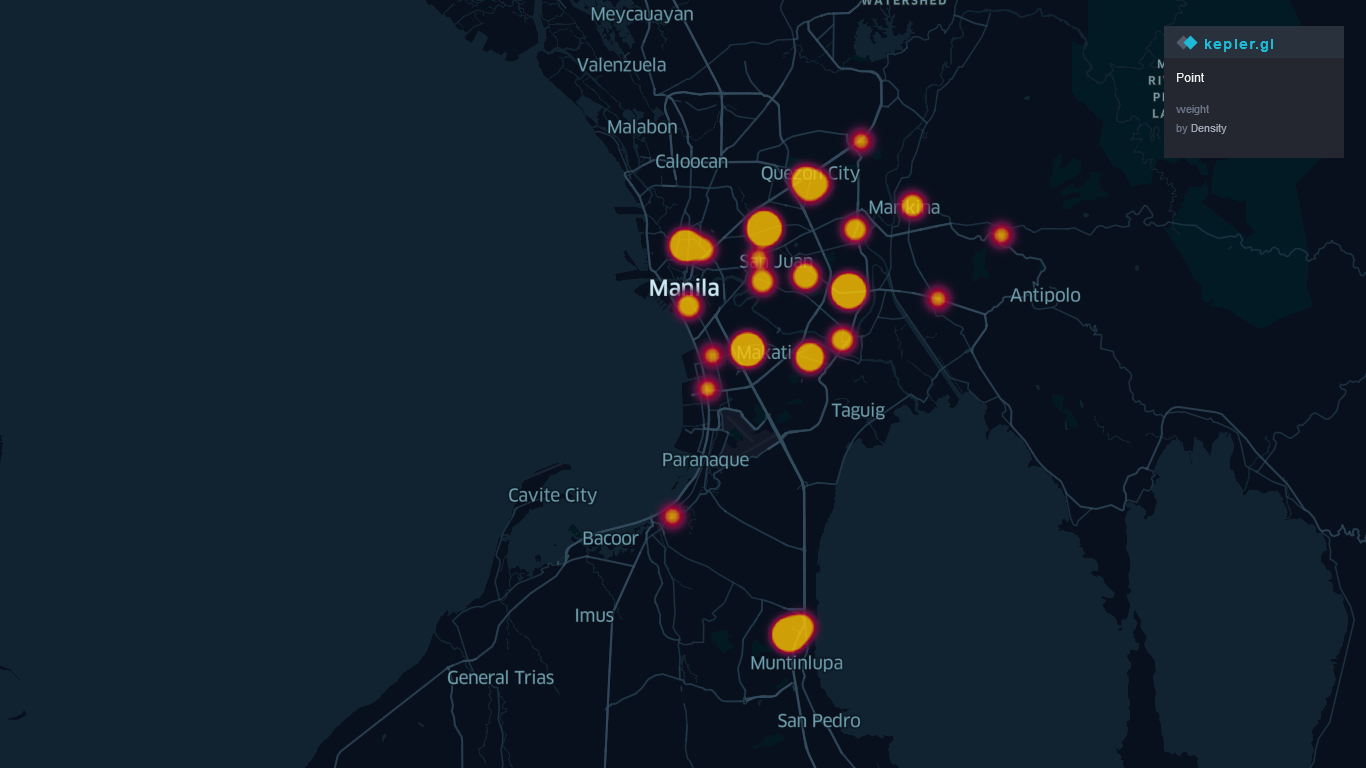 WATERSHED
Meycauayan
kepler.gl
Valenzuela
Point
weight
by Density
Malabon
Caloocan
Quezon City
Marikina
San Juan
Manila
Antipolo
Makati
Taguig
Paranaque
Cavite City
Bacoor
Imus
Muntinlupa
General Trias
San Pedro